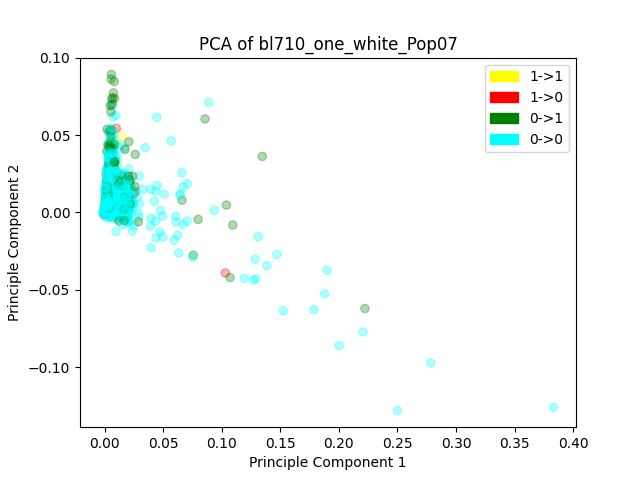 PCA of bl710_one_white_Pop07
1->1
1->0
0->1
0->0
0.10
0.05
0.00
−0.05
−0.10
Principle Component 2
0.00 0.05 0.10 0.15 0.20 0.25 0.30 0.35 0.40
Principle Component 1